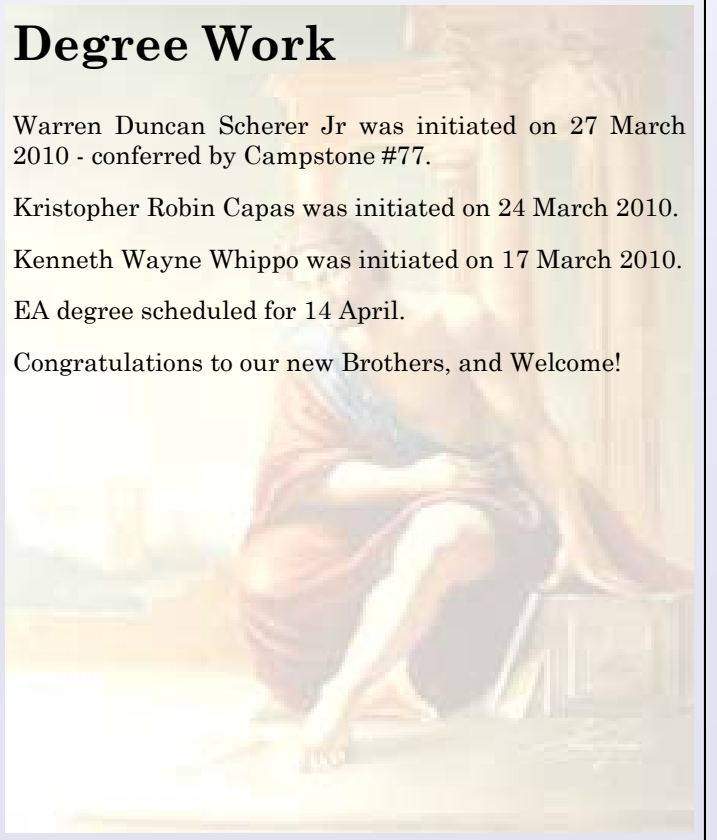 Degree Work
Warren Duncan Scherer Jr was initiated on 27 March
2010 - conferred by Campstone #77.
Kristopher Robin Capas was initiated on 24 March 2010.
Kenneth Wayne Whippo was initiated on 17 March 2010.
EA degree scheduled for 14 April.
Congratulations to our new Brothers, and Welcome!